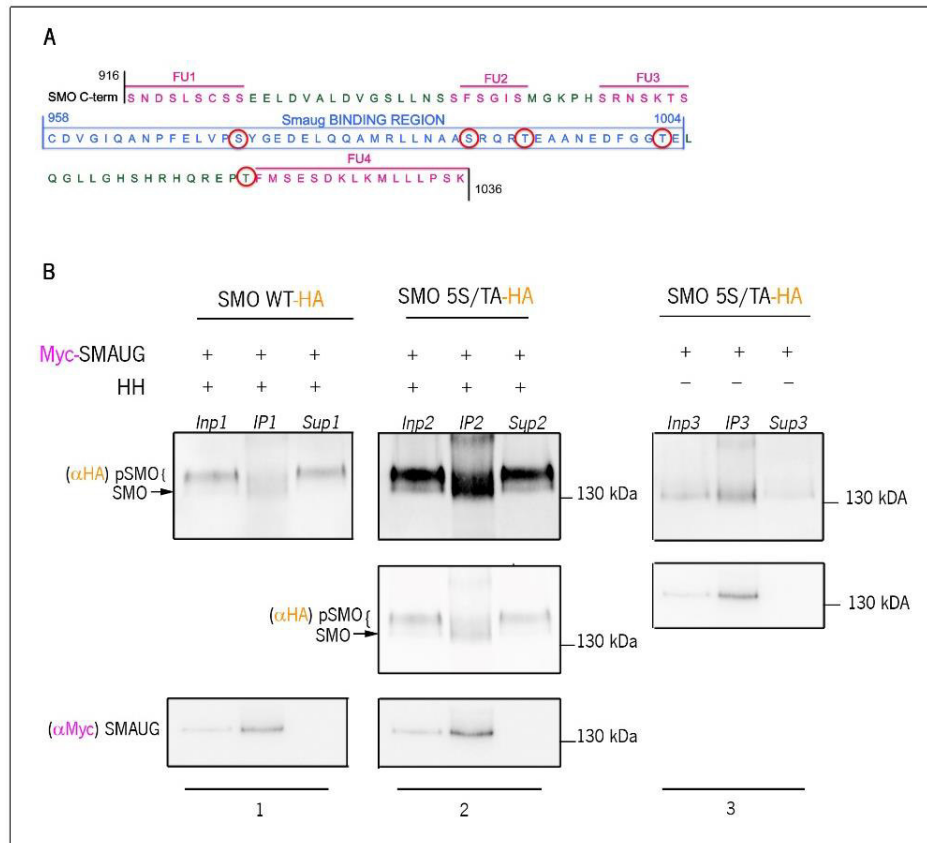 A
916 FU1 FU2 FU3
SMO C-term SNDSLSCSSEELDVALDVGSLLNSSFSGISMGKPHSRNSKTS
958 Smaug BINDING REGION 1004
CDVGIQANPFELVPSYGEDELQQAMRLLNAASRQRTEAANEDFGGTEL
FU4
QGLLGHSHRHQREPTFMSESDKLKMLLLPSK 1036
B
SMO WT-HA SMO 5S/TA-HA SMO 5S/TA-HA
Myc-SMAUG + + + + + + + + +
HH + + + + + + − − −
Inp1 IP1 Sup1 Inp2 IP2 Sup2 Inp3 IP3 Sup3
(αHA) pSMO{
SMO 130 kDa 130 kDA
130 kDA
(αHA) pSMO{
SMO 130 kDa
(αMyc) SMAUG 130 kDa
1 2 3